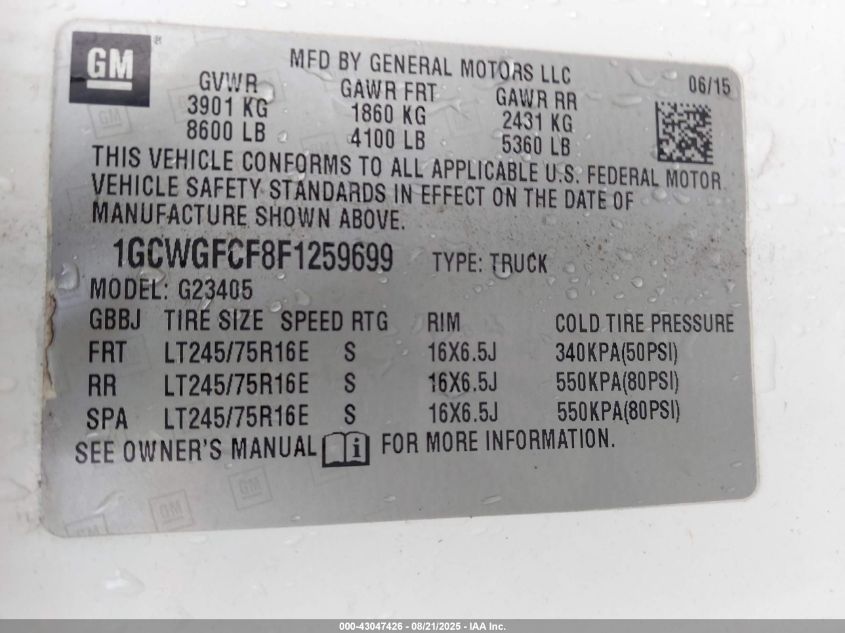 GM
MFD BY GENERAL MOTORS LLC
06/15
GVWR GAWR FRT GAWR RR
3901 KG 1860 KG 2431 KG
8600 LB 4100 LB 5360 LB
THIS VEHICLE CONFORMS TO ALL APPLICABLE U.S. FEDERAL MOTOR
VEHICLE SAFETY STANDARDS IN EFFECT ON THE DATE OF
MANUFACTURE SHOWN ABOVE.
1GCWGFCF8F1259699 TYPE: TRUCK
MODEL: G23405
GBBJ TIRE SIZE SPEED RTG RIM COLD TIRE PRESSURE
FRT LT245/75R16E S 16X6.5J 340KPA(50PSI)
RR LT245/75R16E S 16X6.5J 550KPA(80PSI)
SPA LT245/75R16E S 16X6.5J 550KPA(80PSI)
SEE OWNER'S MANUAL i FOR MORE INFORMATION.
GM GM GM
000-43047426 - 08/21/2025 - IAA Inc.